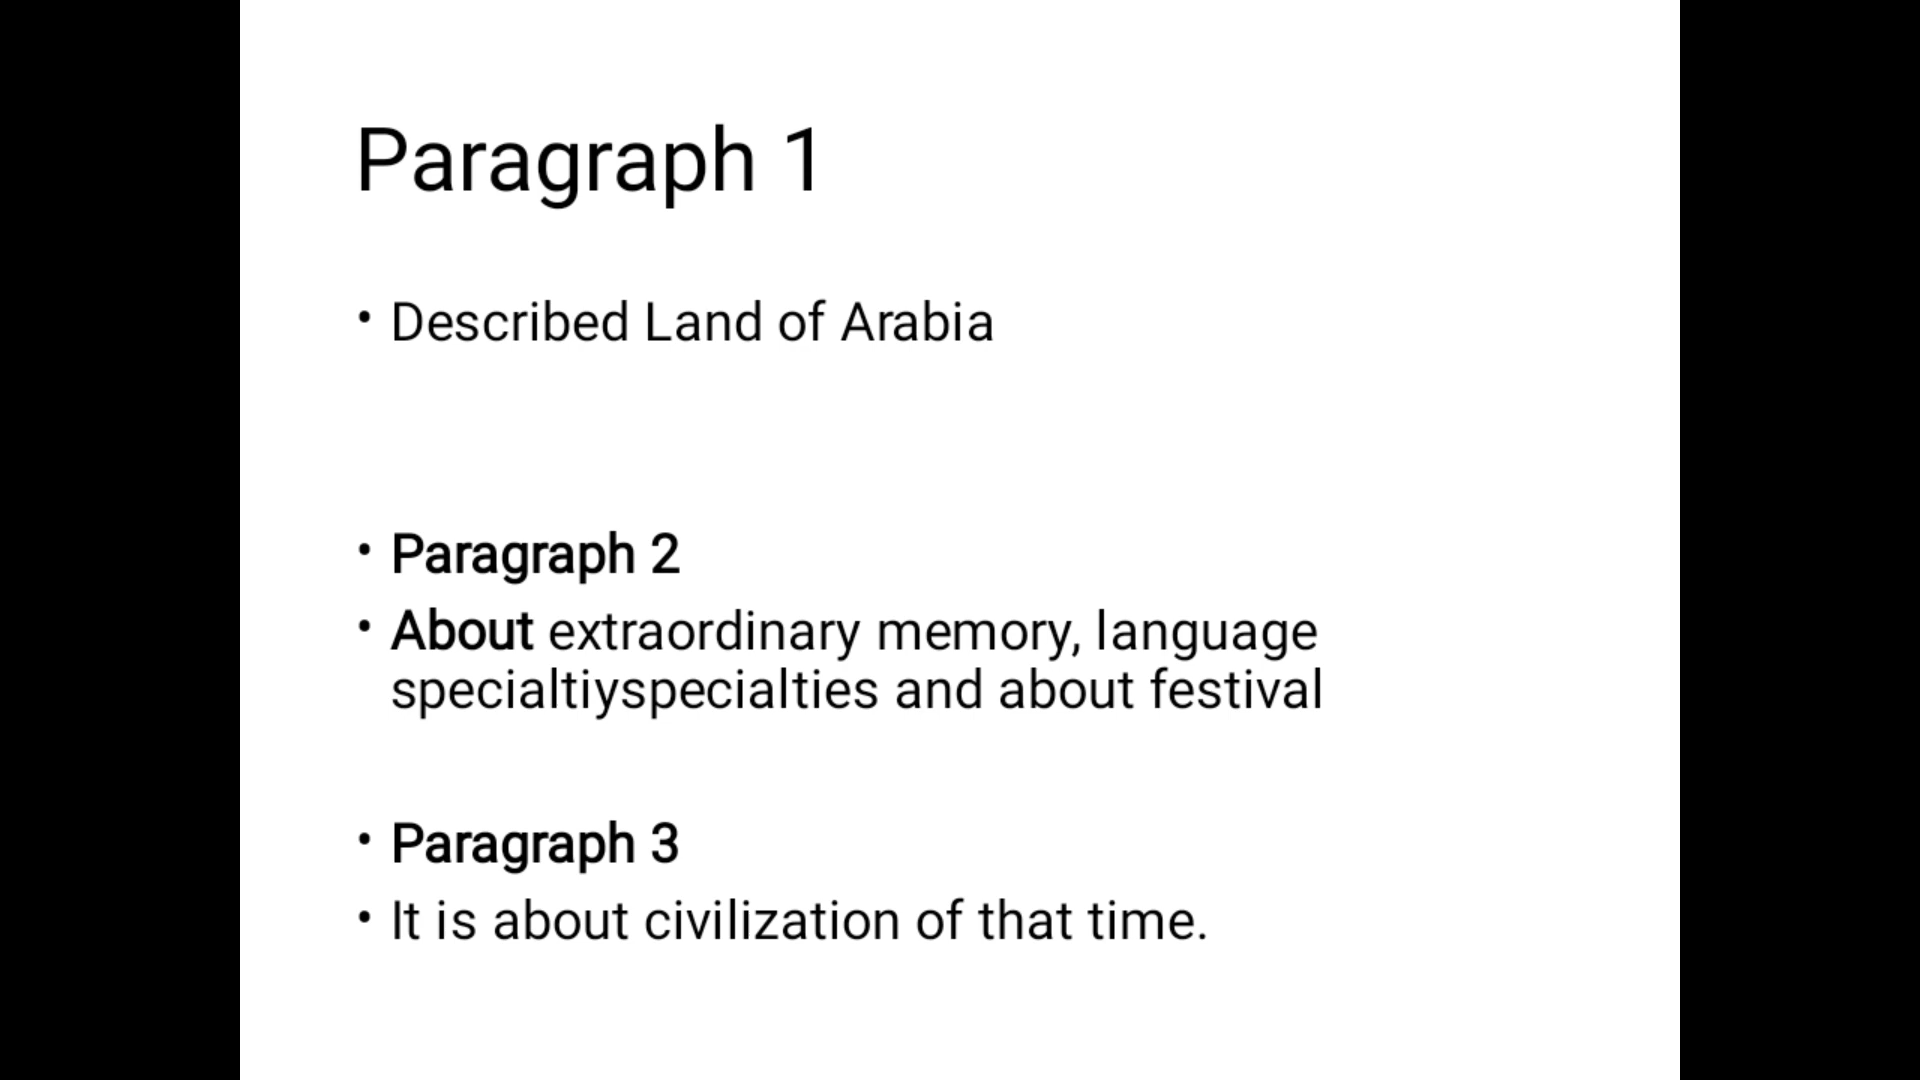 Paragraph 1
• Described Land of Arabia
• Paragraph 2
• About extraordinary memory, language
specialtiyspecialties and about festival
• Paragraph 3
• It is about civilization of that time.